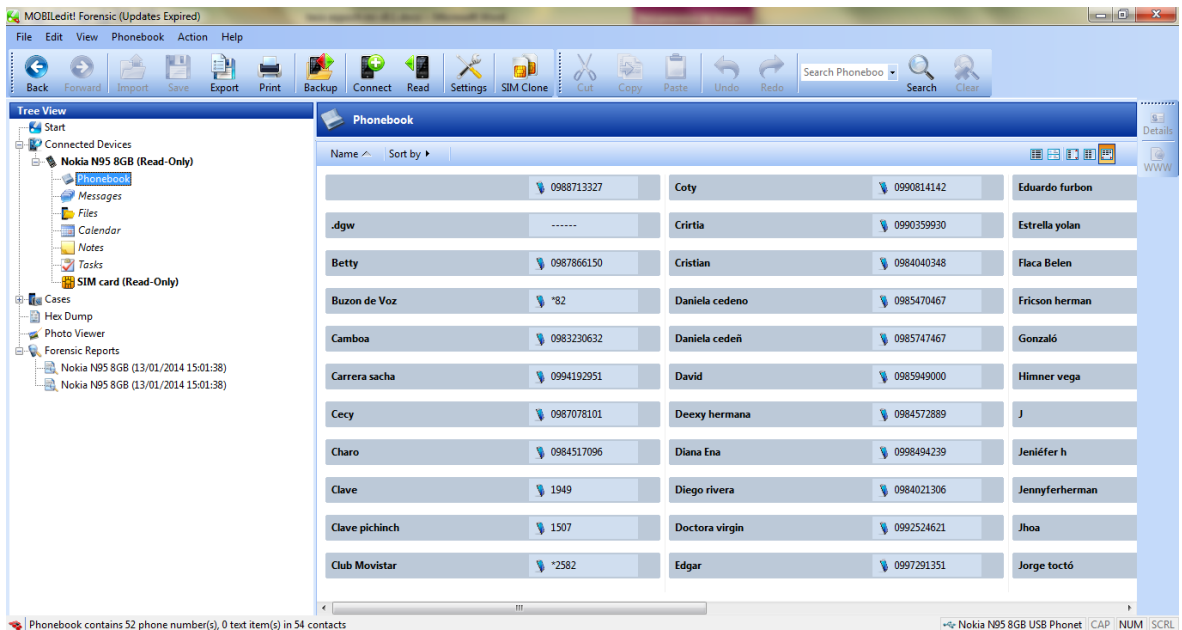 MOBILedit! Forensic (Updates Expired)
File Edit View Phonebook Action Help
Back Forward Import Save Export Print Backup Connect Read Settings SIM Clone Cut Copy Paste Undo Redo Search Phoneboo Search Clear
Tree View
Start
Connected Devices
Nokia N95 8GB (Read-Only)
Phonebook
Messages
Files
Calendar
Notes
Tasks
SIM card (Read-Only)
Cases
Hex Dump
Photo Viewer
Forensic Reports
Nokia N95 8GB (13/01/2014 15:01:38)
Nokia N95 8GB (13/01/2014 15:01:38)
Phonebook
Name Sort by
0988713327 Coty 0990814142 Eduardo furbon
.dgw ------ Crirtia 0990359930 Estrella yolan
Betty 0987866150 Cristian 0984040348 Flaca Belen
Buzon de Voz *82 Daniela cedeno 0985470467 Fricson herman
Camboa 0983230632 Daniela cedeñ 0985747467 Gonzaló
Carrera sacha 0994192951 David 0985949000 Himner vega
Cecy 0987078101 Deexy hermana 0984572889 J
Charo 0984517096 Diana Ena 0998494239 Jeniéfer h
Clave 1949 Diego rivera 0984021306 Jennyferherman
Clave pichinch 1507 Doctora virgin 0992524621 Jhoa
Club Movistar *2582 Edgar 0997291351 Jorge toctó
Details
WWW
Phonebook contains 52 phone number(s), 0 text item(s) in 54 contacts
Nokia N95 8GB USB Phonet CAP NUM SCRL